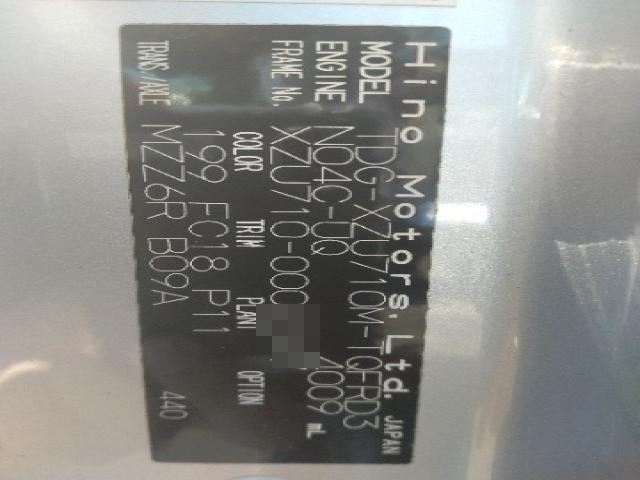 Hino Motors, Ltd. JAPAN
MODEL TDG-XZU710M-TQFRD3
ENGINE N04C-UQ 4009 mL
FRAME No. XZU710-000
COLOR TRIM PLANT OPTION
199 FC18 P11
TRANS/AXLE MZZ6R B09A 440